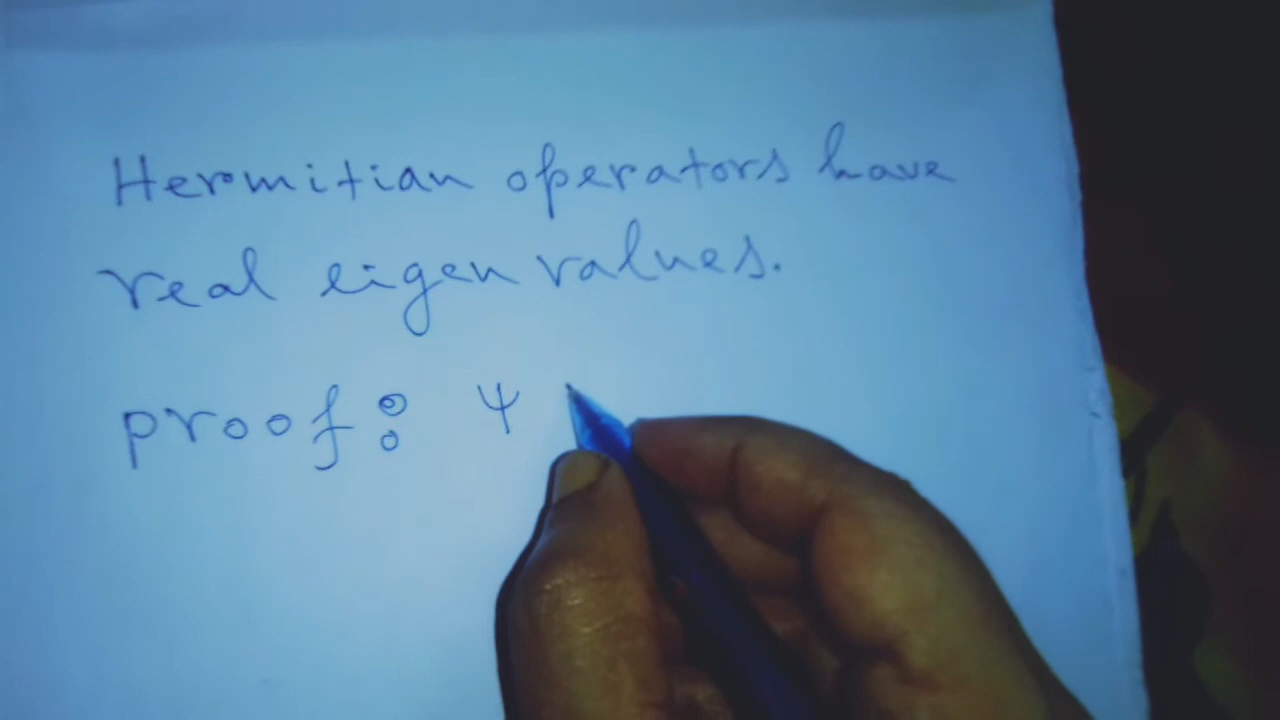 Hermitian operators have
real eigen values.
proof: ψ